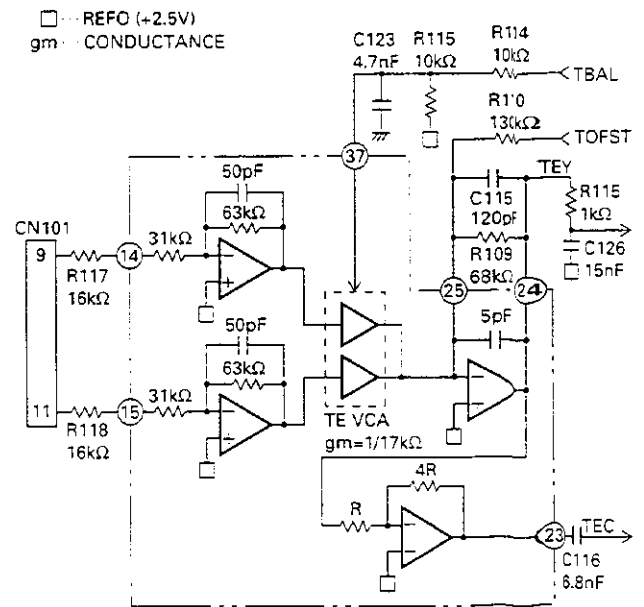 □ ··· REFO (+2.5V)
gm ··· CONDUCTANCE
C123
4.7nF
R115
10kΩ
R114
10kΩ
TBAL
R110
130kΩ
TOFST
37
TEY
C115
120pF
R109
68kΩ
R115
1kΩ
C126
15nF
50pF
63kΩ
CN101
9
R117
16kΩ
14
31kΩ
25
24
50pF
63kΩ
5pF
11
R118
16kΩ
15
31kΩ
TE VCA
gm=1/17kΩ
4R
R
23
TEC
C116
6.8nF